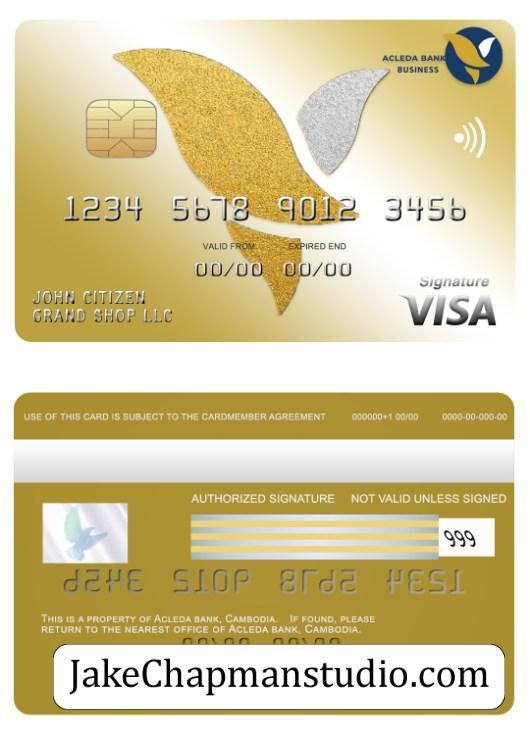 ACLEDA BANK
BUSINESS
1234 5678 9012 3456
VALID FROM EXPIRED END
00/00 00/00
JOHN CITIZEN
GRAND SHOP LLC
Signature
VISA
USE OF THIS CARD IS SUBJECT TO THE CARDMEMBER AGREEMENT 000000+1 00/00 0000-00-000-00
AUTHORIZED SIGNATURE NOT VALID UNLESS SIGNED
999
THIS IS A PROPERTY OF ACLEDA BANK, CAMBODIA. IF FOUND, PLEASE
RETURN TO THE NEAREST OFFICE OF ACLEDA BANK, CAMBODIA.
JakeChapmanstudio.com